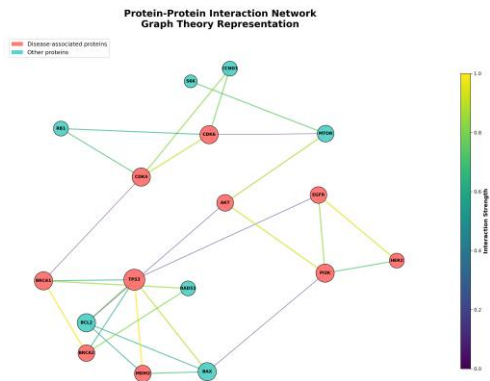 Protein-Protein Interaction Network
Graph Theory Representation
Disease-associated proteins
Other proteins
CCND1
S6K
RB1
CDK6
MTOR
CDK4
EGFR
AKT
HER2
PI3K
BRCA1
TP53
RAD51
BCL2
BRCA2
MDM2
BAX
1.0
0.8
0.6
0.4
0.2
0.0
Interaction Strength